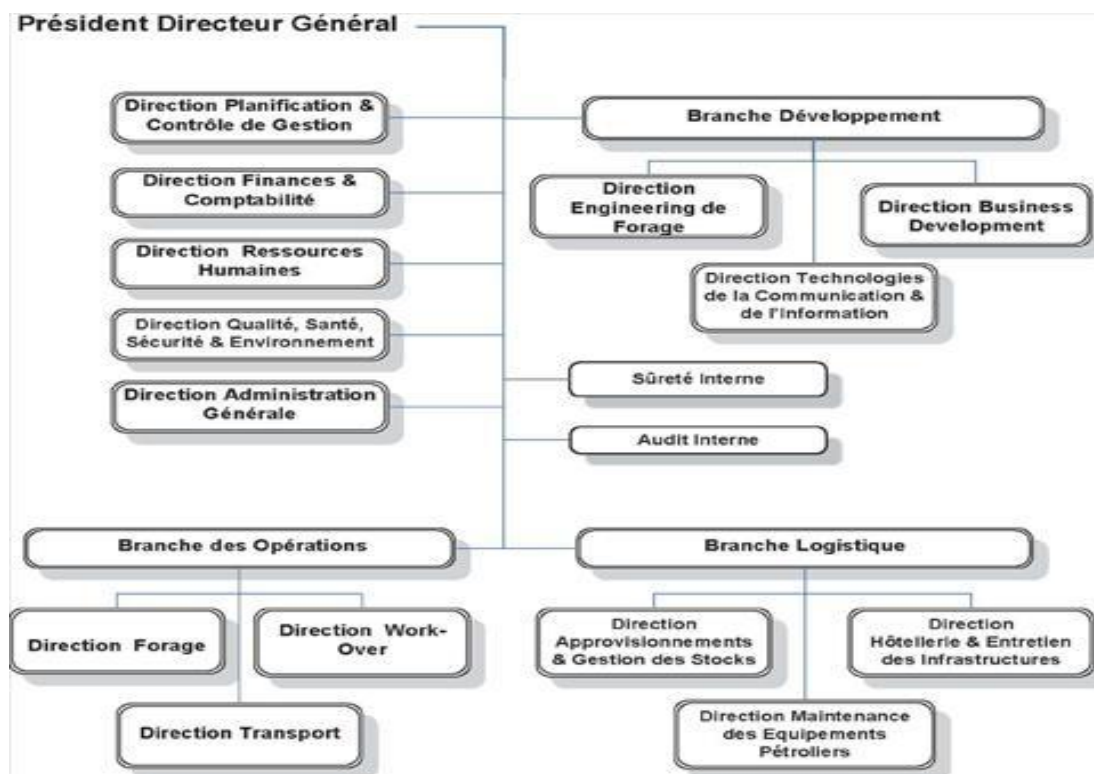 Président Directeur Général
Direction Planification &
Contrôle de Gestion
Branche Développement
Direction Finances &
Comptabilité
Direction
Engineering de
Forage
Direction Business
Development
Direction Ressources
Humaines
Direction Technologies
de la Communication &
de l'Information
Direction Qualité, Santé,
Sécurité & Environnement
Sûreté Interne
Direction Administration
Générale
Audit Interne
Branche des Opérations
Branche Logistique
Direction Forage
Direction Work-
Over
Direction
Approvisionnements
& Gestion des Stocks
Direction
Hôtellerie & Entretien
des Infrastructures
Direction Transport
Direction Maintenance
des Equipements
Pétroliers